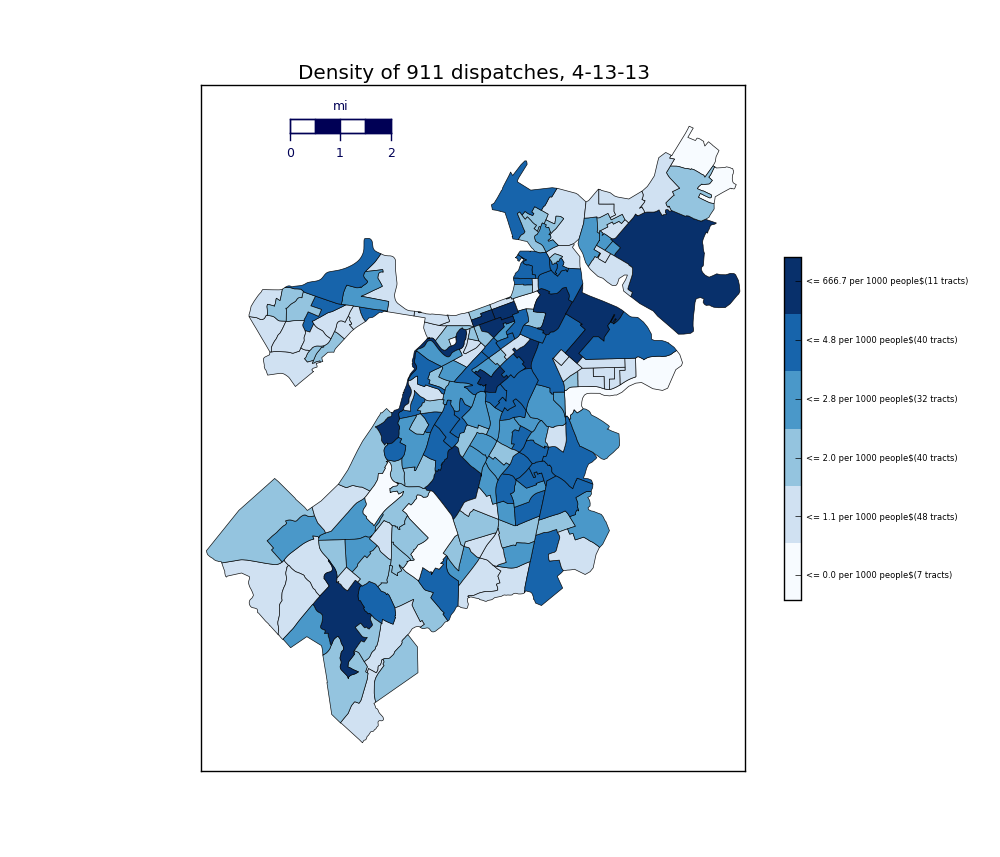 Density of 911 dispatches, 4-13-13
mi
0 1 2
<= 666.7 per 1000 people$(11 tracts)
<= 4.8 per 1000 people$(40 tracts)
<= 2.8 per 1000 people$(32 tracts)
<= 2.0 per 1000 people$(40 tracts)
<= 1.1 per 1000 people$(48 tracts)
<= 0.0 per 1000 people$(7 tracts)